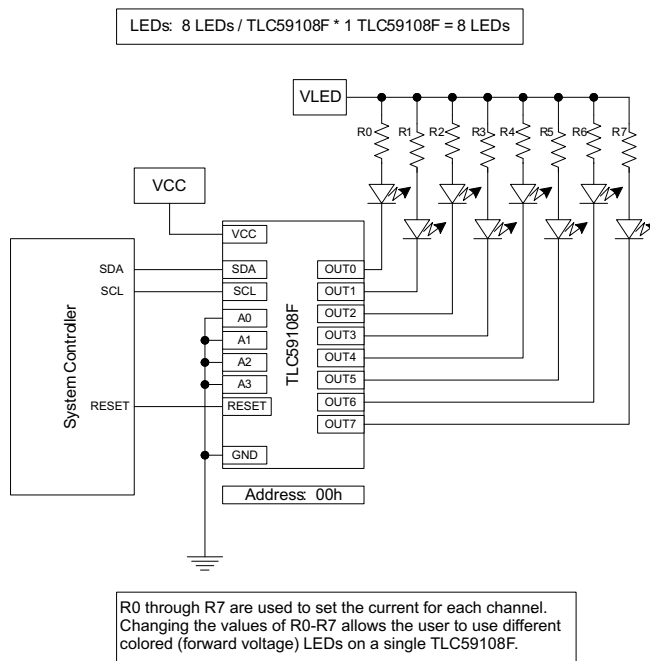 LEDs: 8 LEDs / TLC59108F * 1 TLC59108F = 8 LEDs
VLED
R0 R1 R2 R3 R4 R5 R6 R7
VCC
VCC
SDA SDA OUT0
SCL SCL OUT1
A0 OUT2
A1 OUT3
A2 OUT4
A3 OUT5
RESET RESET OUT6
OUT7
GND
System Controller
TLC59108F
Address: 00h
R0 through R7 are used to set the current for each channel.
Changing the values of R0-R7 allows the user to use different
colored (forward voltage) LEDs on a single TLC59108F.